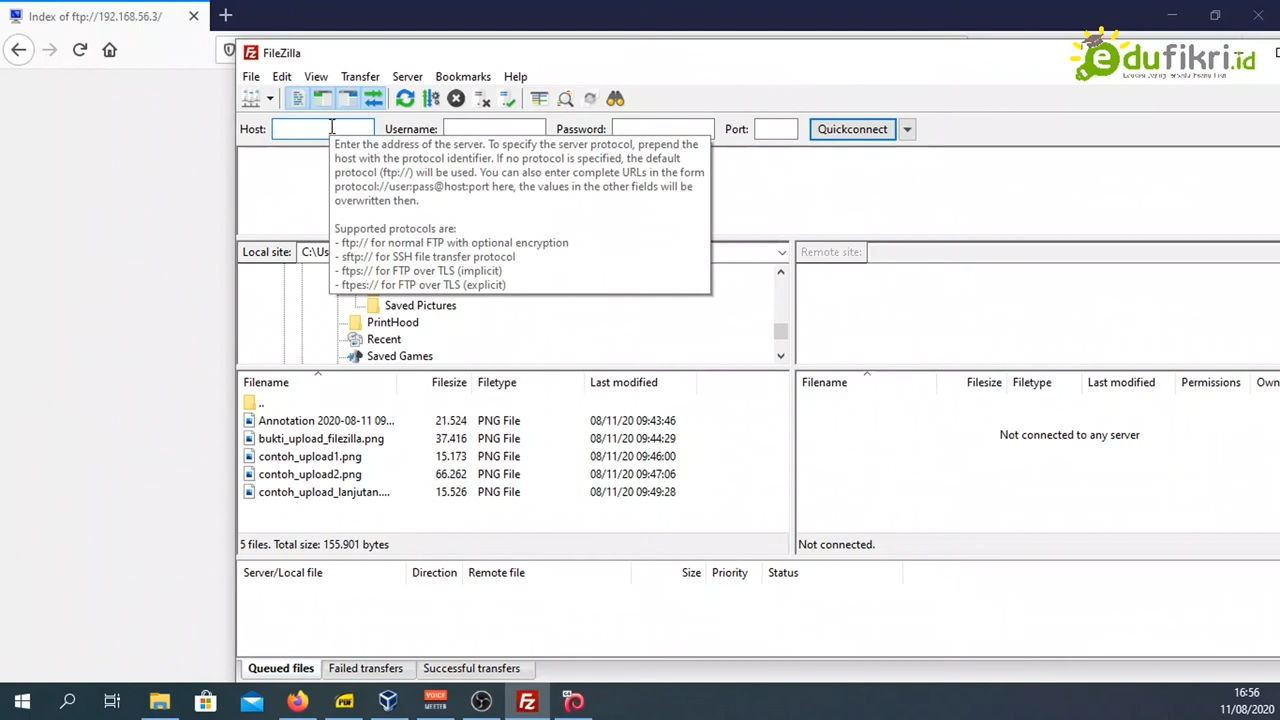 Index of ftp://192.168.56.3/
edufikri.id
FileZilla
File Edit View Transfer Server Bookmarks Help
Host: Username: Password: Port: Quickconnect
Enter the address of the server. To specify the server protocol, prepend the
host with the protocol identifier. If no protocol is specified, the default
protocol (ftp://) will be used. You can also enter complete URLs in the form
protocol://user:pass@host:port here, the values in the other fields will be
overwritten then.
Supported protocols are:
- ftp:// for normal FTP with optional encryption
- sftp:// for SSH file transfer protocol
- ftps:// for FTP over TLS (implicit)
- ftpes:// for FTP over TLS (explicit)
Local site: C:\Us
Remote site:
Saved Pictures
PrintHood
Recent
Saved Games
Filename Filesize Filetype Last modified
..
Annotation 2020-08-11 09... 21.524 PNG File 08/11/20 09:43:46
bukti_upload_filezilla.png 37.416 PNG File 08/11/20 09:44:29
contoh_upload1.png 15.173 PNG File 08/11/20 09:46:00
contoh_upload2.png 66.262 PNG File 08/11/20 09:47:06
contoh_upload_lanjutan.... 15.526 PNG File 08/11/20 09:49:28
5 files. Total size: 155.901 bytes
Filename Filesize Filetype Last modified Permissions Own
Not connected to any server
Not connected.
Server/Local file Direction Remote file Size Priority Status
Queued files Failed transfers Successful transfers
VOICE
MEETER
16:56
11/08/2020